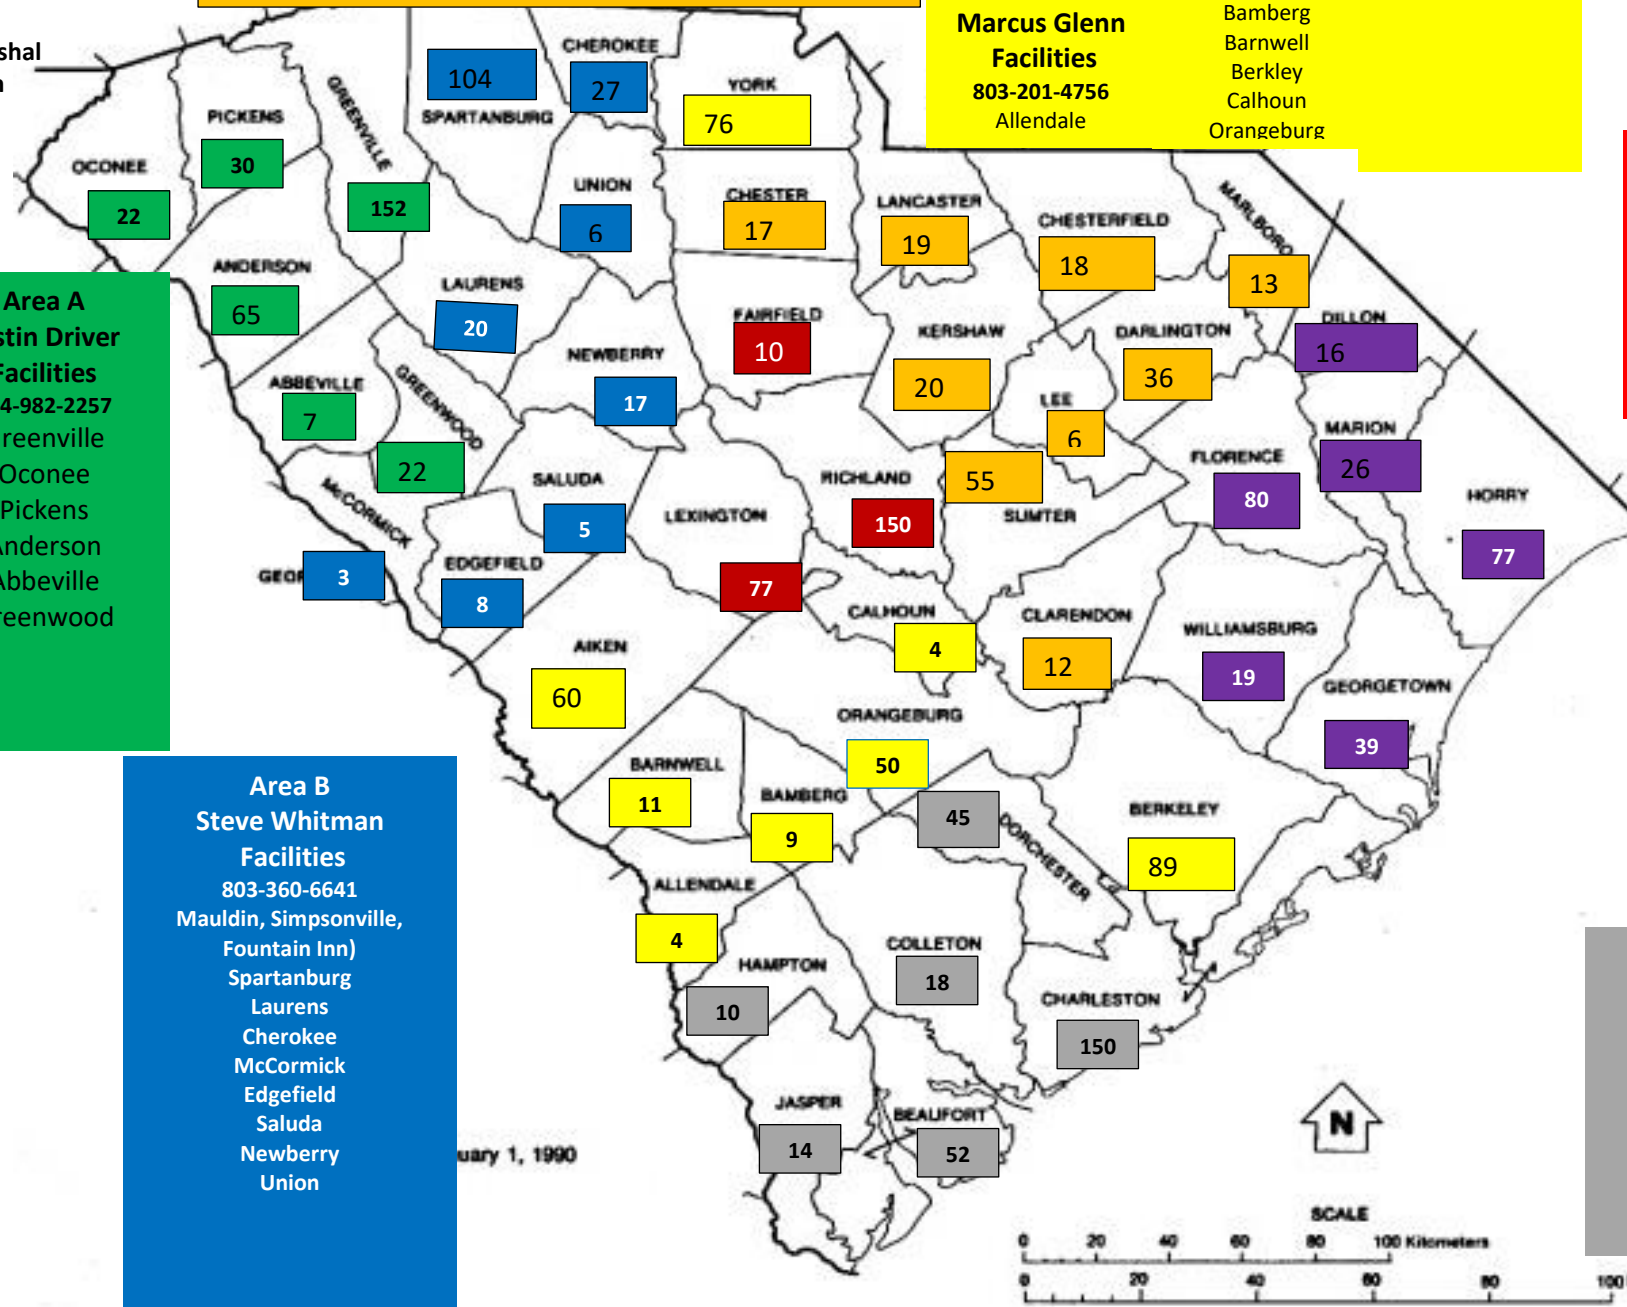 shal
Marcus Glenn
Facilities
803-201-4756
Allendale
Bamberg
Barnwell
Berkley
Calhoun
Orangeburg
CHEROKEE
27
104
SPARTANBURG
YORK
76
PICKENS
30
GREENVILLE
152
OCONEE
22
UNION
6
CHESTER
17
LANCASTER
19
CHESTERFIELD
18
MARLBORO
13
ANDERSON
65
LAURENS
20
FAIRFIELD
10
KERSHAW
20
DARLINGTON
36
DILLON
16
NEWBERRY
17
ABBEVILLE
7
GREENWOOD
22
LEE
6
MARION
26
FLORENCE
80
HORRY
77
SALUDA
5
RICHLAND
150
55
SUMTER
LEXINGTON
77
McCORMICK
3
EDGEFIELD
8
CALHOUN
4
CLARENDON
12
WILLIAMSBURG
19
GEORGETOWN
39
AIKEN
60
ORANGEBURG
50
BARNWELL
11
BAMBERG
9
45
DORCHESTER
BERKELEY
89
ALLENDALE
4
HAMPTON
10
COLLETON
18
CHARLESTON
150
JASPER
14
BEAUFORT
52
Area A
stin Driver
Facilities
4-982-2257
reenville
Oconee
Pickens
Anderson
Abbeville
reenwood
Area B
Steve Whitman
Facilities
803-360-6641
Mauldin, Simpsonville,
Fountain Inn)
Spartanburg
Laurens
Cherokee
McCormick
Edgefield
Saluda
Newberry
Union
uary 1, 1990
N
SCALE
0 20 40 60 80 100 Kilometers
0 20 40 60 80 100